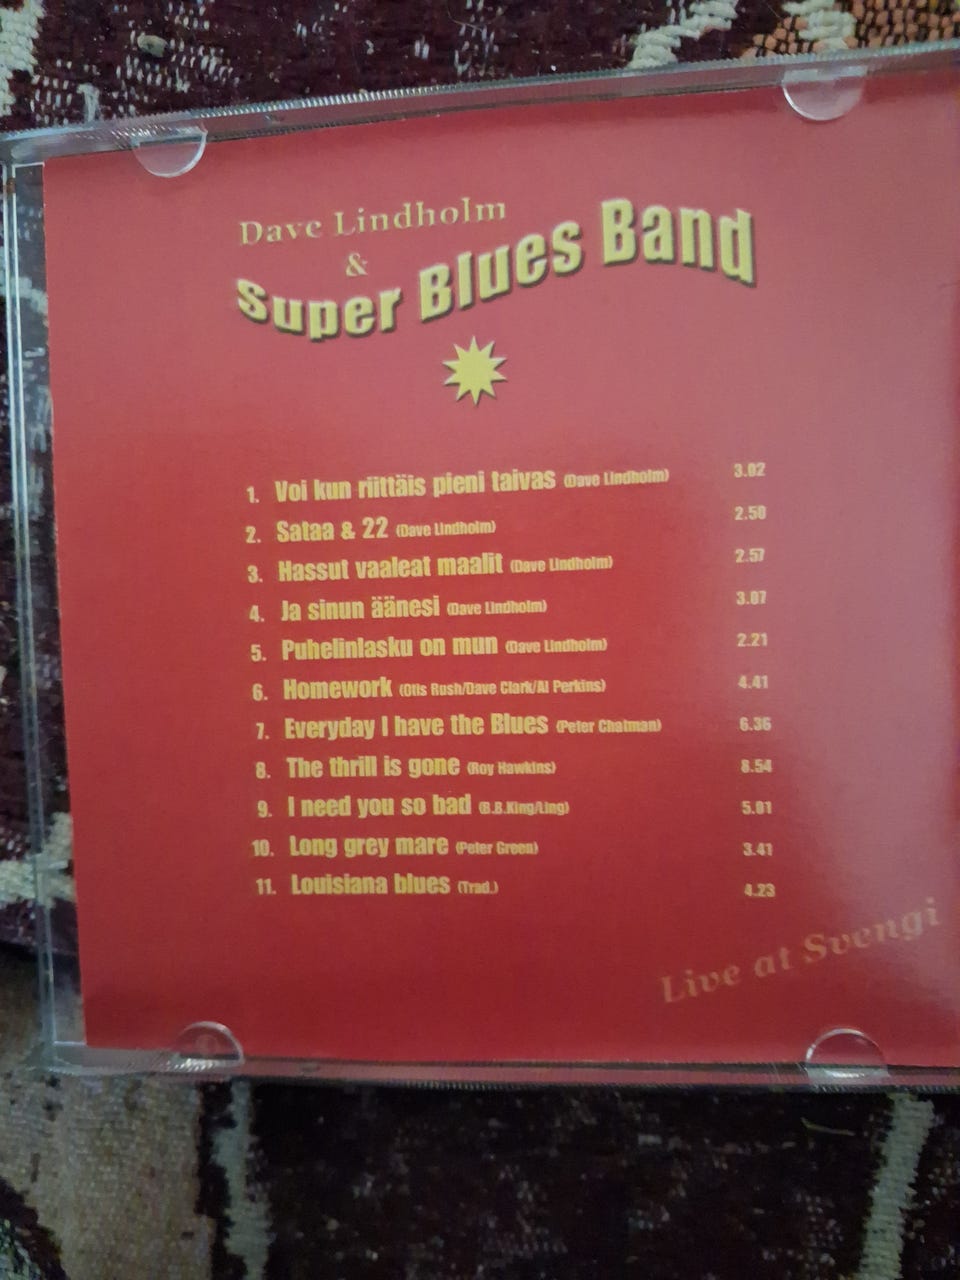 Dave Lindholm
&
Super Blues Band
1. Voi kun riittäis pieni taivas (Dave Lindholm) 3.02
2. Sataa & 22 (Dave Lindholm) 2.50
3. Hassut vaaleat maalit (Dave Lindholm) 2.57
4. Ja sinun äänesi (Dave Lindholm) 3.07
5. Puhelinlasku on mun (Dave Lindholm) 2.21
6. Homework (Otis Rush/Dave Clark/Al Perkins) 4.41
7. Everyday I have the Blues (Peter Chatman) 6.36
8. The thrill is gone (Roy Hawkins) 8.54
9. I need you so bad (B.B.King/Ling) 5.01
10. Long grey mare (Peter Green) 3.41
11. Louisiana blues (Trad.) 4.23
Live at Svengi